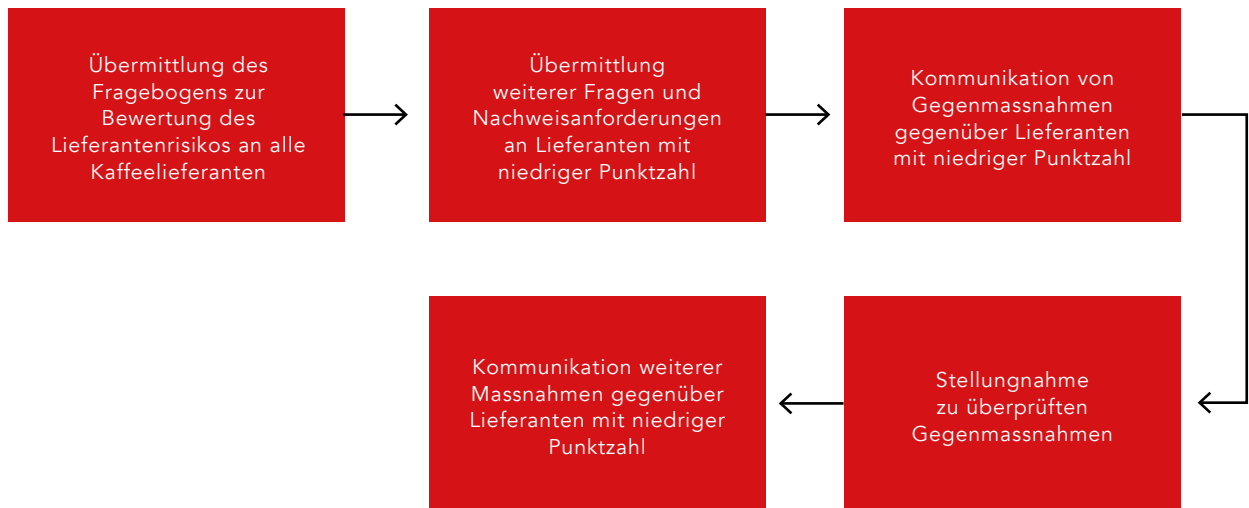 Übermittlung des
Fragebogens zur
Bewertung des
Lieferantenrisikos an alle
Kaffeelieferanten
Übermittlung
weiterer Fragen und
Nachweisanforderungen
an Lieferanten mit
niedriger Punktzahl
Kommunikation von
Gegenmassnahmen
gegenüber Lieferanten
mit niedriger Punktzahl
Stellungnahme
zu überprüften
Gegenmassnahmen
Kommunikation weiterer
Massnahmen gegenüber
Lieferanten mit niedriger
Punktzahl